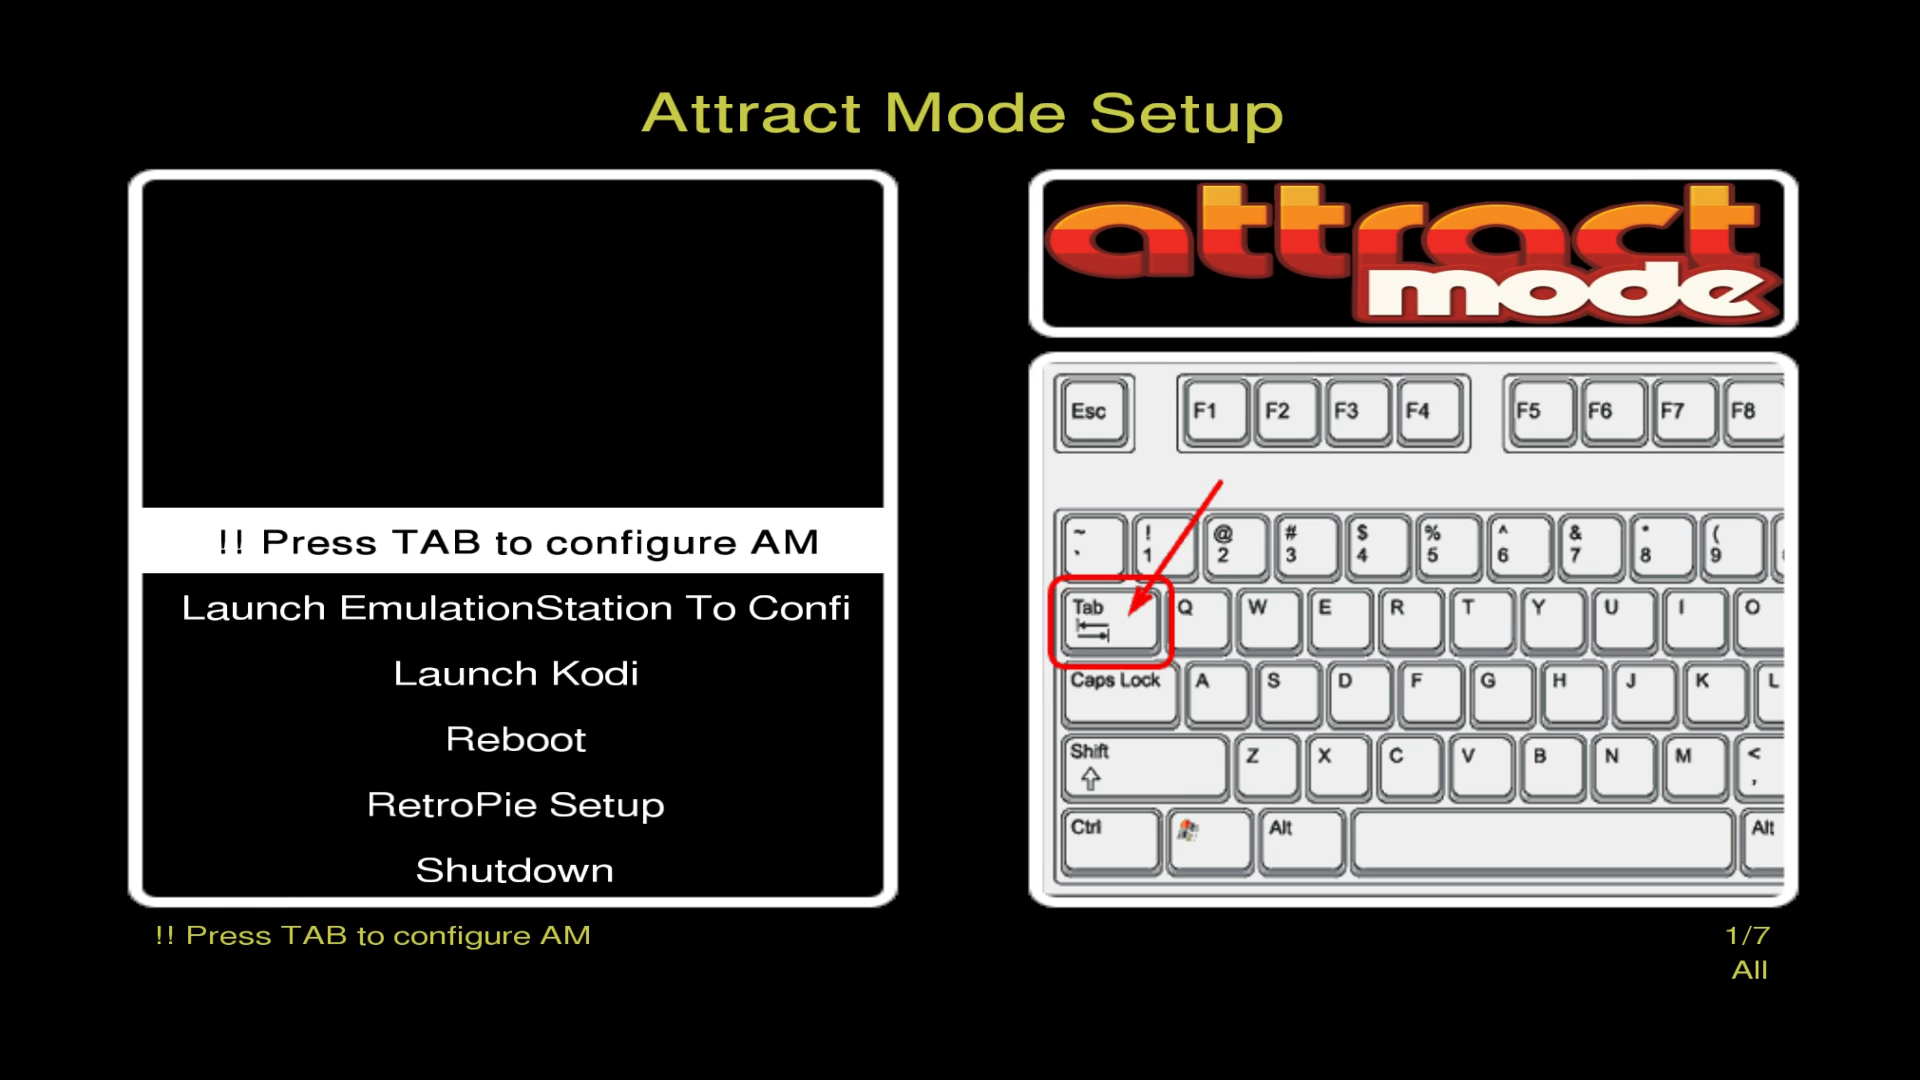 Attract Mode Setup
attract
mode
!! Press TAB to configure AM
Launch EmulationStation To Confi
Launch Kodi
Reboot
RetroPie Setup
Shutdown
Esc F1 F2 F3 F4 F5 F6 F7 F8
~ ! @ # $ % ^ & * (
` 1 2 3 4 5 6 7 8 9
Tab Q W E R T Y U I O
Caps Lock A S D F G H J K L
Shift Z X C V B N M <
,
Ctrl Alt Alt
!! Press TAB to configure AM
1/7
All